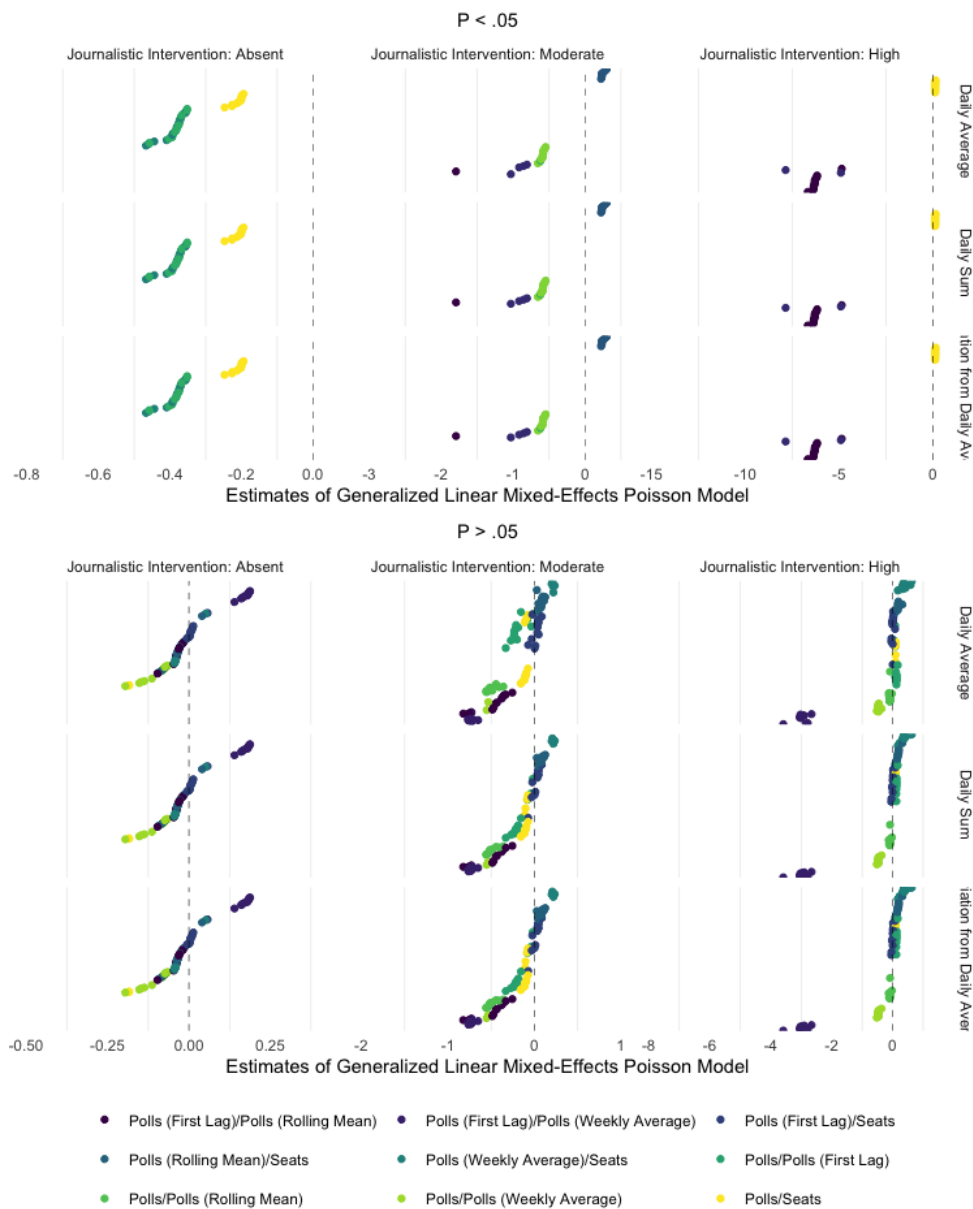 P < .05
Journalistic Intervention: Absent Journalistic Intervention: Moderate Journalistic Intervention: High
Daily Average
Daily Sum
iation from Daily Av
-0.8 -0.6 -0.4 -0.2 0.0 -3 -2 -1 0 -15 -10 -5 0
Estimates of Generalized Linear Mixed-Effects Poisson Model
P > .05
Journalistic Intervention: Absent Journalistic Intervention: Moderate Journalistic Intervention: High
Daily Average
Daily Sum
iation from Daily Aver
-0.50 -0.25 0.00 0.25 -2 -1 0 1 -8 -6 -4 -2 0
Estimates of Generalized Linear Mixed-Effects Poisson Model
Polls (First Lag)/Polls (Rolling Mean) Polls (First Lag)/Polls (Weekly Average) Polls (First Lag)/Seats
Polls (Rolling Mean)/Seats Polls (Weekly Average)/Seats Polls/Polls (First Lag)
Polls/Polls (Rolling Mean) Polls/Polls (Weekly Average) Polls/Seats